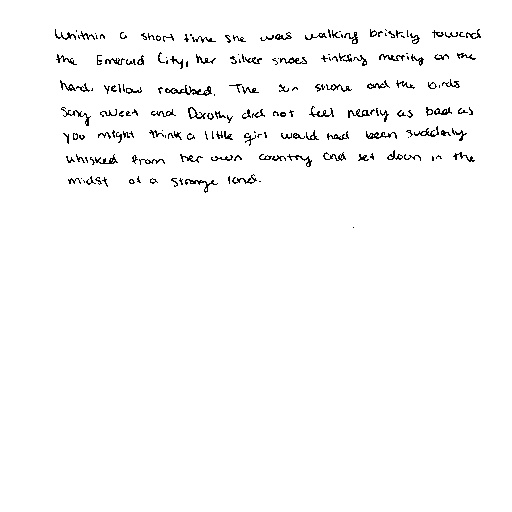 Whithin a short time she was walking briskly toward
the Emerald City, her silver shoes tinkling merrily on the
hard, yellow roadbed. The sun shone and the birds
sang sweet and Dorothy did not feel nearly as bad as
you might think a little girl would had been suddenly
whisked from her own country and set down in the
midst of a strange land.